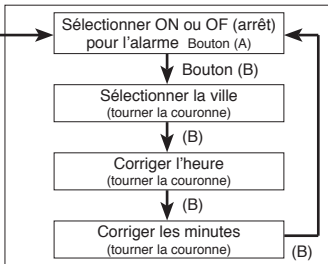 Sélectionner ON ou OF (arrêt)
pour l'alarme Bouton (A)
Bouton (B)
Sélectionner la ville
(tourner la couronne)
(B)
Corriger l'heure
(tourner la couronne)
(B)
Corriger les minutes
(tourner la couronne)
(B)